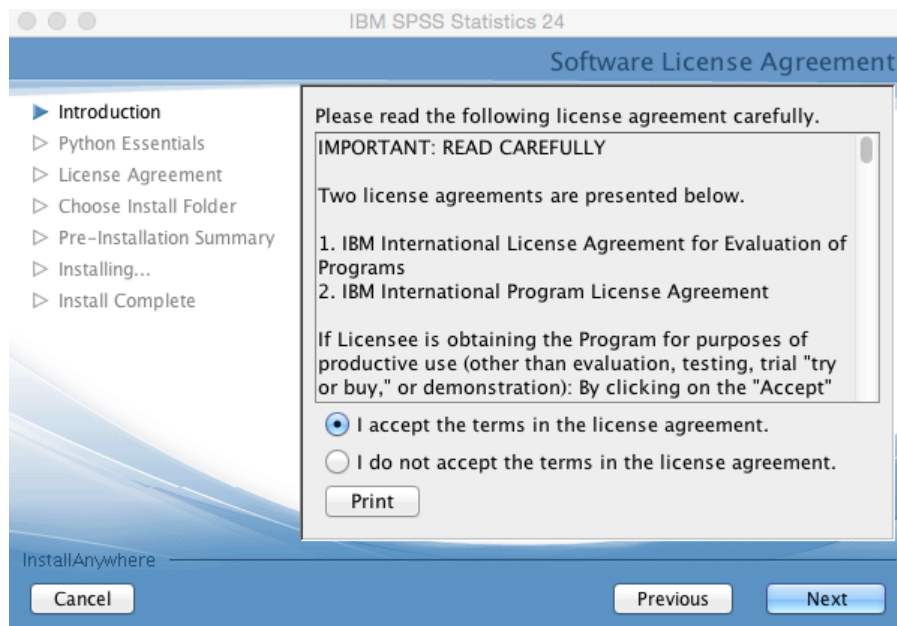 IBM SPSS Statistics 24
Software License Agreement
Introduction
Python Essentials
License Agreement
Choose Install Folder
Pre-Installation Summary
Installing...
Install Complete
Please read the following license agreement carefully.
IMPORTANT: READ CAREFULLY
Two license agreements are presented below.
1. IBM International License Agreement for Evaluation of
Programs
2. IBM International Program License Agreement
If Licensee is obtaining the Program for purposes of
productive use (other than evaluation, testing, trial "try
or buy," or demonstration): By clicking on the "Accept"
I accept the terms in the license agreement.
I do not accept the terms in the license agreement.
Print
InstallAnywhere
Cancel
Previous
Next